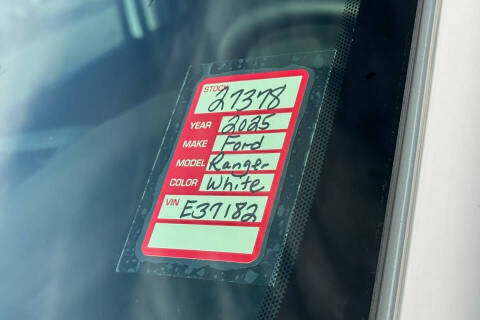 STOCK
27378
YEAR 2025
MAKE Ford
MODEL Ranger
COLOR White
VIN E37182